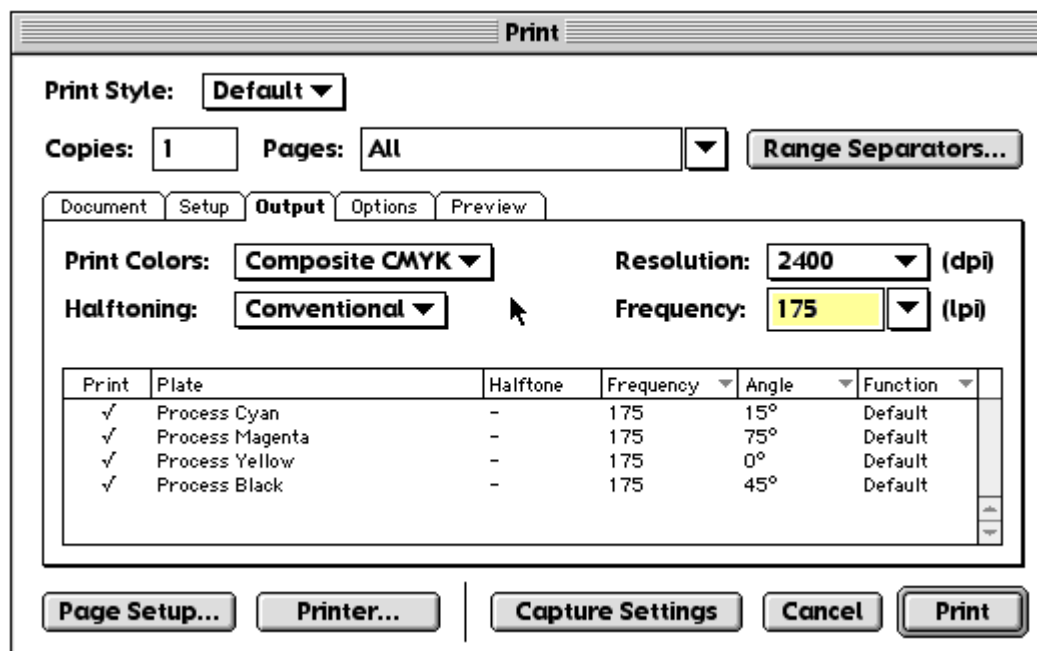 Print
Print Style: Default
Copies: 1 Pages: All Range Separators...
Document Setup Output Options Preview
Print Colors: Composite CMYK Resolution: 2400 (dpi)
Halftoning: Conventional Frequency: 175 (lpi)
Print Plate Halftone Frequency Angle Function
√ Process Cyan - 175 15° Default
√ Process Magenta - 175 75° Default
√ Process Yellow - 175 0° Default
√ Process Black - 175 45° Default
Page Setup... Printer... Capture Settings Cancel Print